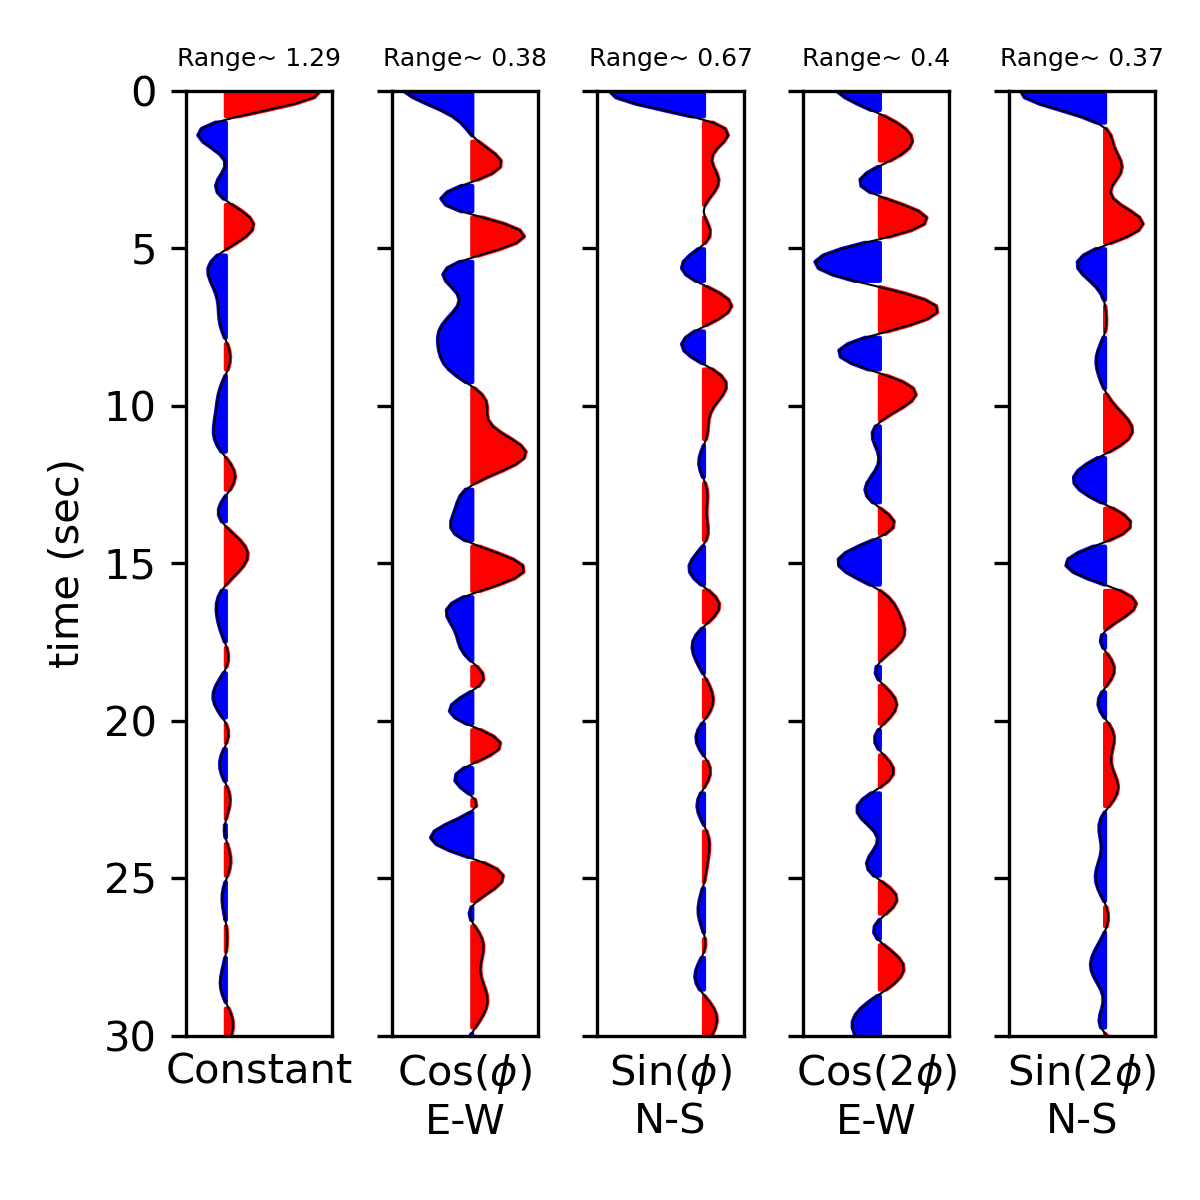 Range~ 1.29 Range~ 0.38 Range~ 0.67 Range~ 0.4 Range~ 0.37
0
5
10
15
20
25
30
time (sec)
Constant Cos(ϕ) Sin(ϕ) Cos(2ϕ) Sin(2ϕ)
E-W N-S E-W N-S